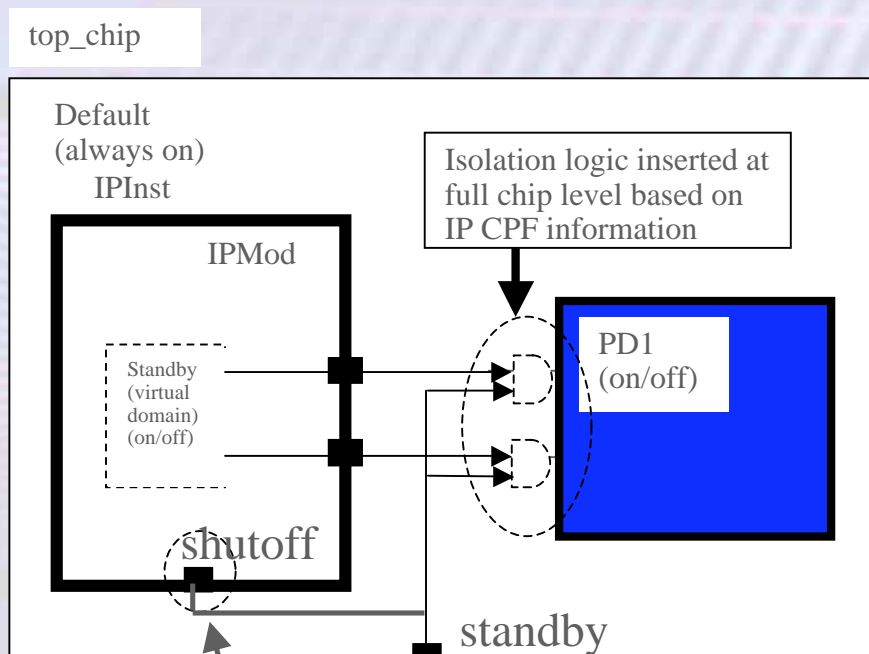 top_chip
Default
(always on)
IPInst
IPMod
Isolation logic inserted at
full chip level based on
IP CPF information
Standby
(virtual
domain)
(on/off)
PD1
(on/off)
shutoff
standby